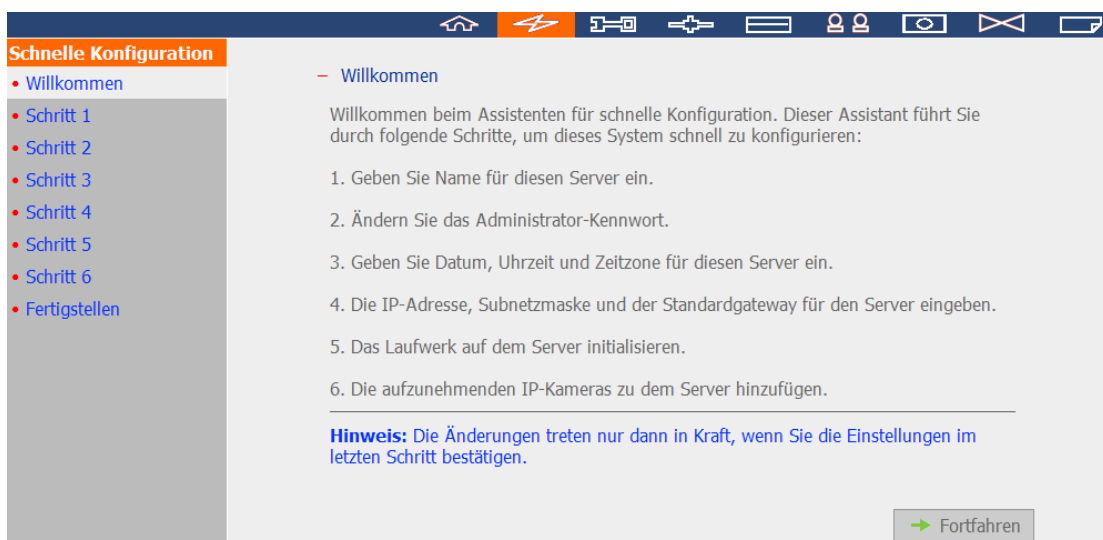 Schnelle Konfiguration
• Willkommen
• Schritt 1
• Schritt 2
• Schritt 3
• Schritt 4
• Schritt 5
• Schritt 6
• Fertigstellen
– Willkommen
Willkommen beim Assistenten für schnelle Konfiguration. Dieser Assistant führt Sie
durch folgende Schritte, um dieses System schnell zu konfigurieren:
1. Geben Sie Name für diesen Server ein.
2. Ändern Sie das Administrator-Kennwort.
3. Geben Sie Datum, Uhrzeit und Zeitzone für diesen Server ein.
4. Die IP-Adresse, Subnetzmaske und der Standardgateway für den Server eingeben.
5. Das Laufwerk auf dem Server initialisieren.
6. Die aufzunehmenden IP-Kameras zu dem Server hinzufügen.
Hinweis: Die Änderungen treten nur dann in Kraft, wenn Sie die Einstellungen im
letzten Schritt bestätigen.
Fortfahren